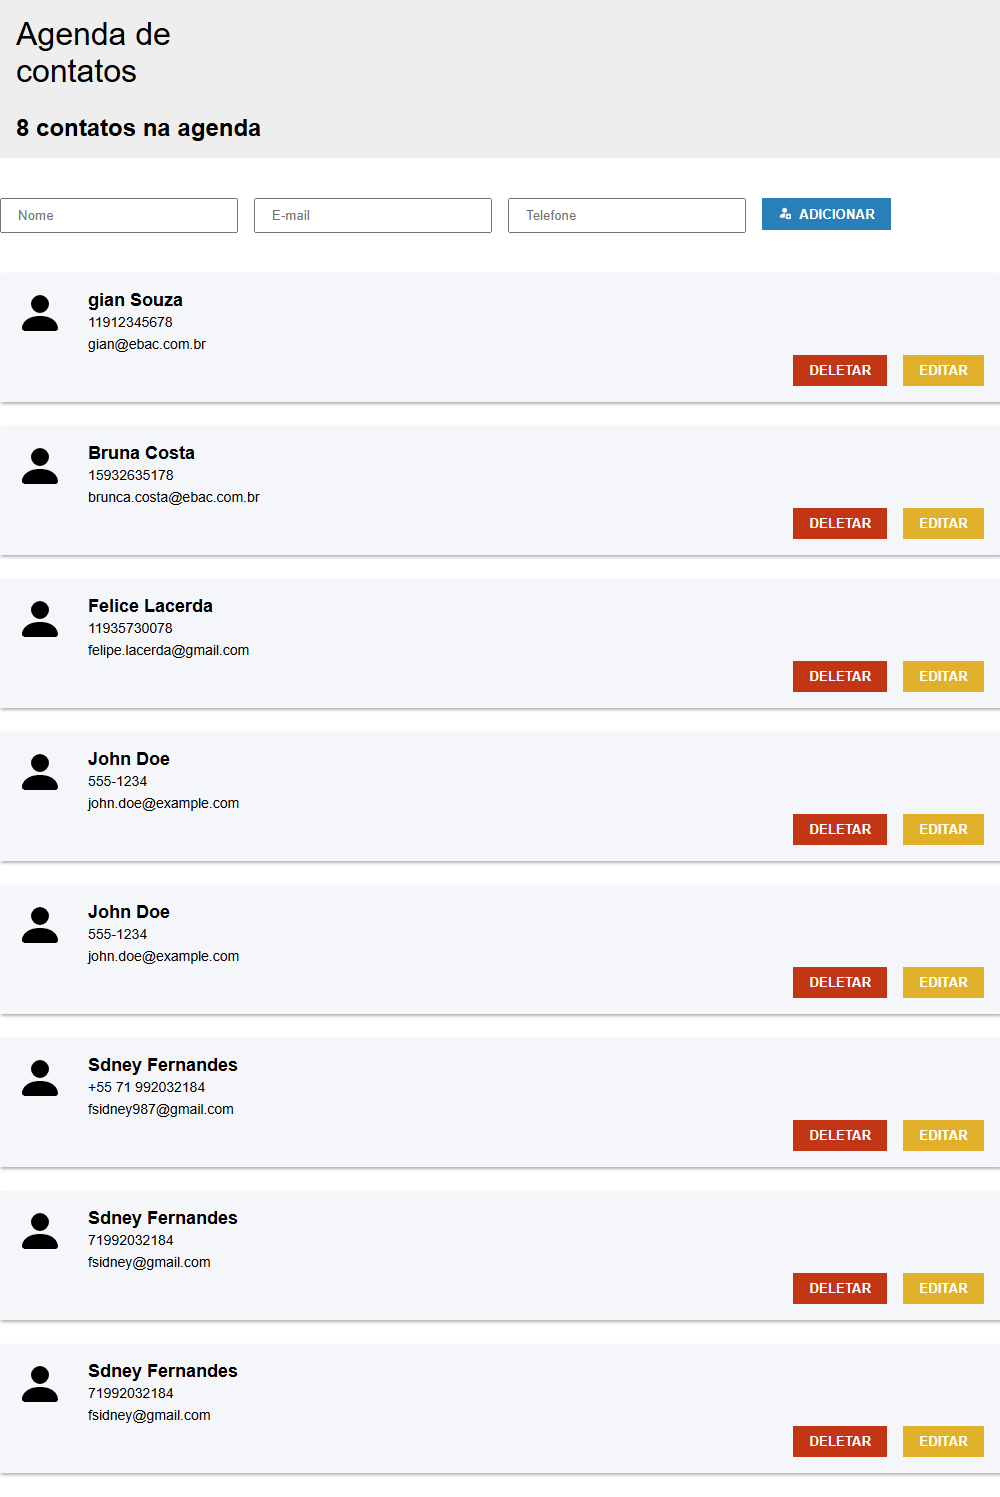 Agenda de
contatos
8 contatos na agenda
Nome E-mail Telefone ADICIONAR
gian Souza
11912345678
gian@ebac.com.br
DELETAR EDITAR
Bruna Costa
15932635178
brunca.costa@ebac.com.br
DELETAR EDITAR
Felice Lacerda
11935730078
felipe.lacerda@gmail.com
DELETAR EDITAR
John Doe
555-1234
john.doe@example.com
DELETAR EDITAR
John Doe
555-1234
john.doe@example.com
DELETAR EDITAR
Sdney Fernandes
+55 71 992032184
fsidney987@gmail.com
DELETAR EDITAR
Sdney Fernandes
71992032184
fsidney@gmail.com
DELETAR EDITAR
Sdney Fernandes
71992032184
fsidney@gmail.com
DELETAR EDITAR